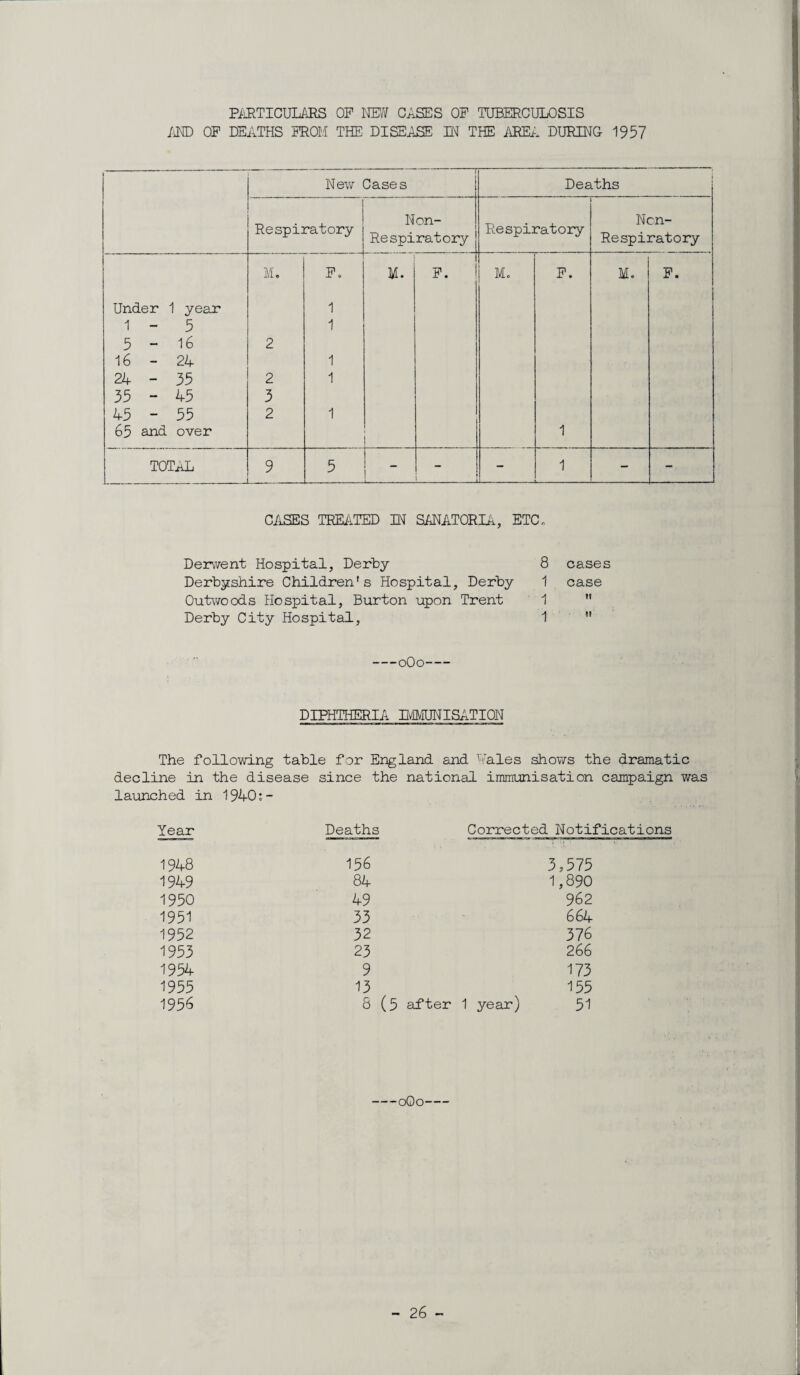 PARTICULARS OF NEW CASES OF TUBERCULOSIS
AND OF DEATHS FROM THE DISEASE IN THE AREA DURING 1957
New Cases Deaths
Respiratory Non-Respiratory Respiratory Non-Respiratory
M. F. M. F. M. F. M. F.
Under 1 year 1
1 - 5 1
5 - 16 2
16 - 24 1
24 - 35 2 1
35 - 45 3
45 - 55 2 1
65 and over 1
TOTAL 9 5 - - - 1 - -
CASES TREATED IN SANATORIA, ETC.
Derwent Hospital, Derby 8 cases
Derbyshire Children's Hospital, Derby 1 case
Outwoods Hospital, Burton upon Trent 1 "
Derby City Hospital, 1 "
---oOo---
DIPHTHERIA IMMUNISATION
The following table for England and Wales shows the dramatic
decline in the disease since the national immunisation campaign was
launched in 1940:-
Year Deaths Corrected Notifications
1948 156 3,575
1949 84 1,890
1950 49 962
1951 33 664
1952 32 376
1953 23 266
1954 9 173
1955 13 155
1956 8 (5 after 1 year) 51
---oOo---
- 26 -